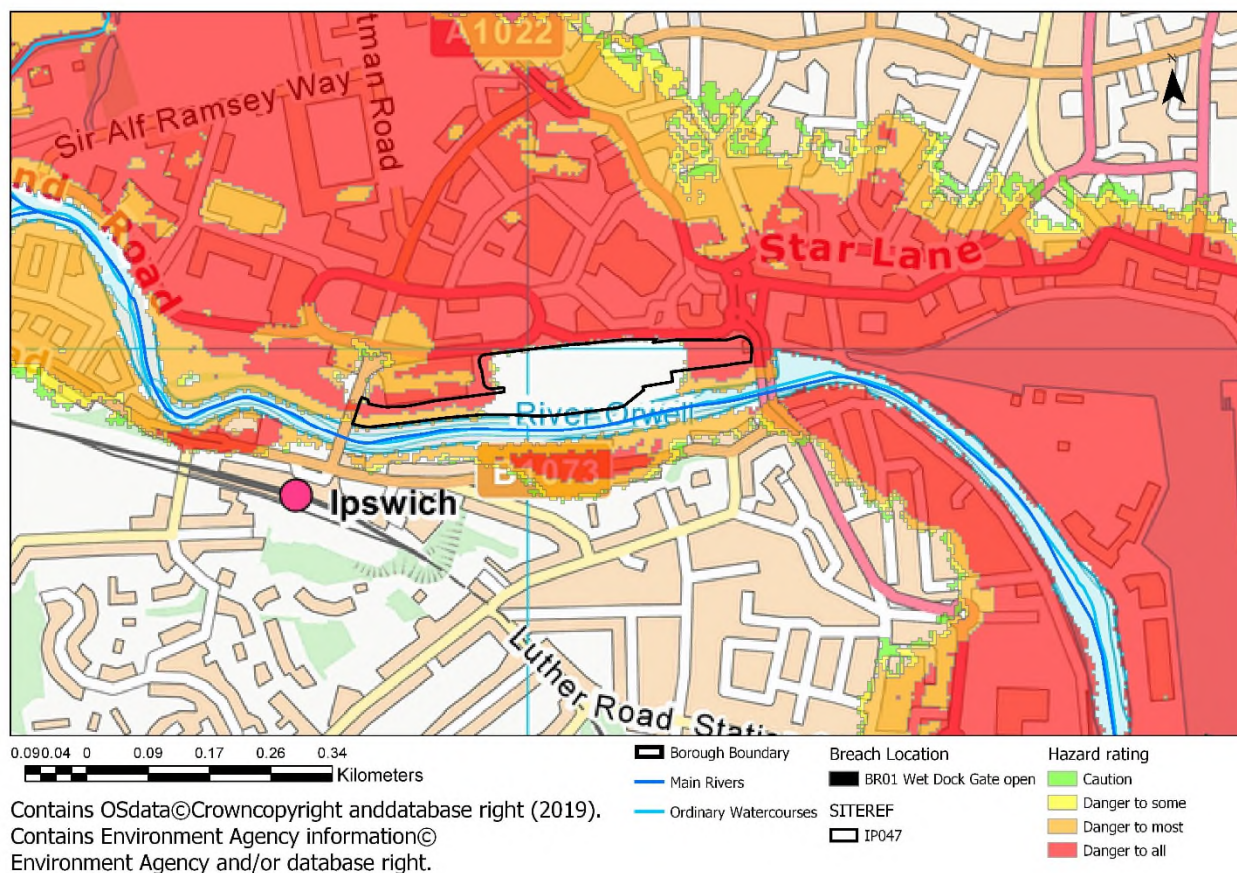 A1022
tman Road
Sir Alf Ramsey Way
nd Road
Star Lane
River Orwell
B1073
Ipswich
Luther Road
Stati
N
0.09 0.04 0 0.09 0.17 0.26 0.34
Kilometers
Contains OSdata©Crowncopyright anddatabase right (2019).
Contains Environment Agency information©
Environment Agency and/or database right.
Borough Boundary
Main Rivers
Ordinary Watercourses
Breach Location
BR01 Wet Dock Gate open
SITEREF
IP047
Hazard rating
Caution
Danger to some
Danger to most
Danger to all